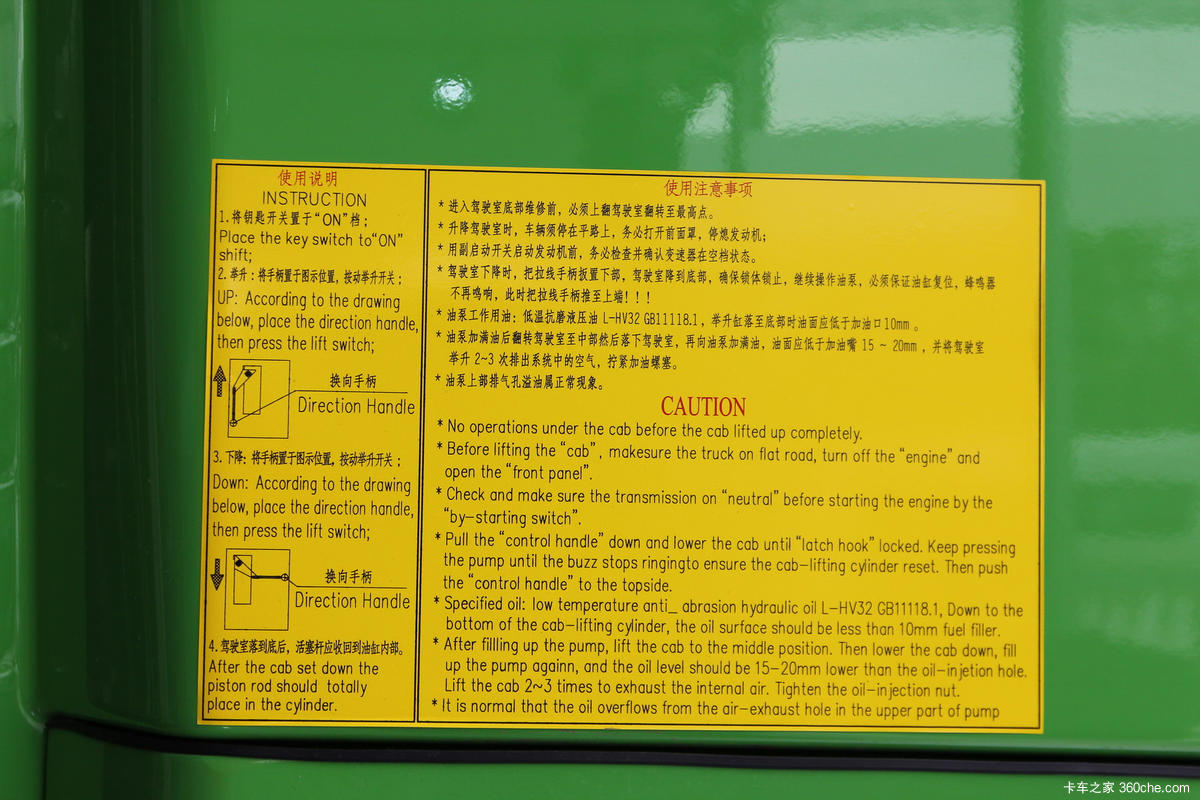 使用说明
INSTRUCTION
1.将钥匙开关置于“ON”档；
Place the key switch to“ON”
shift;
2. 举升：将手柄置于图示位置，按动举升开关；
UP: According to the drawing
below, place the direction handle,
then press the lift switch;
换向手柄
Direction Handle
3. 下降：将手柄置于图示位置，按动举升开关；
Down: According to the drawing
below, place the direction handle,
then press the lift switch;
换向手柄
Direction Handle
4. 驾驶室落到底后，活塞杆应收回到油缸内部。
After the cab set down the
piston rod should totally
place in the cylinder.
使用注意事项
* 进入驾驶室底部维修前，必须上翻驾驶室翻转至最高点。
* 升降驾驶室时，车辆须停在平路上，务必打开前面罩，停熄发动机；
* 用副启动开关启动发动机前，务必检查并确认变速器在空档状态。
* 驾驶室下降时，把拉线手柄扳置下部，驾驶室降到底部，确保锁体锁止，继续操作油泵，必须保证油缸复位，蜂鸣器
不再鸣响，此时把拉线手柄推至上端！！！
* 油泵工作用油：低温抗磨液压油 L-HV32 GB11118.1，举升缸落至底部时油面应低于加油口10mm 。
* 油泵加满油后翻转驾驶室至中部然后落下驾驶室，再向油泵加满油，油面应低于加油嘴 15 ~ 20mm ，并将驾驶室
举升 2~3 次排出系统中的空气，拧紧加油螺塞。
* 油泵上部排气孔溢油属正常现象。
CAUTION
* No operations under the cab before the cab lifted up completely.
* Before lifting the “cab”, makesure the truck on flat road, turn off the “engine” and
open the “front panel”.
* Check and make sure the transmission on “neutral” before starting the engine by the
“by-starting switch”.
* Pull the “control handle” down and lower the cab until “latch hook” locked. Keep pressing
the pump until the buzz stops ringingto ensure the cab-lifting cylinder reset. Then push
the “control handle” to the topside.
* Specified oil: low temperature anti_ abrasion hydraulic oil L-HV32 GB11118.1, Down to the
bottom of the cab-lifting cylinder, the oil surface should be less than 10mm fuel filler.
* After fillling up the pump, lift the cab to the middle position. Then lower the cab down, fill
up the pump againn, and the oil level should be 15-20mm lower than the oil-injetion hole.
Lift the cab 2~3 times to exhaust the internal air. Tighten the oil-injection nut.
* It is normal that the oil overflows from the air-exhaust hole in the upper part of pump
卡车之家 360che.com